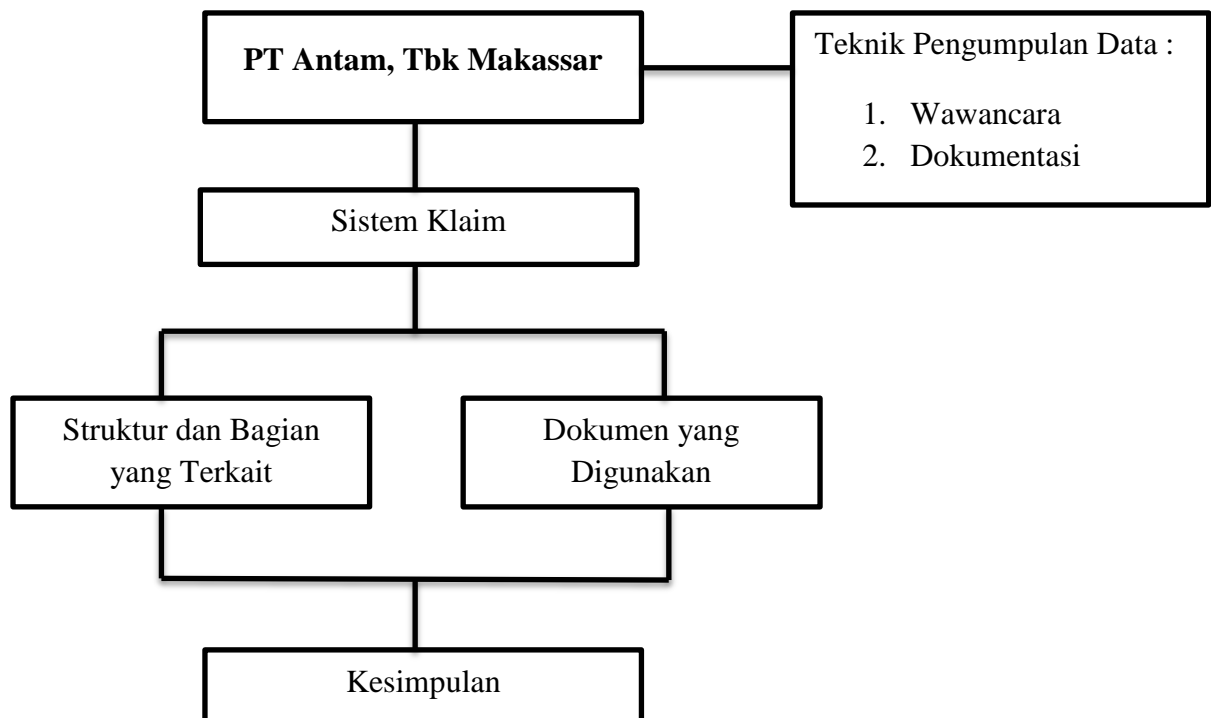 PT Antam, Tbk Makassar
Teknik Pengumpulan Data :
1. Wawancara
2. Dokumentasi
Sistem Klaim
Struktur dan Bagian
yang Terkait
Dokumen yang
Digunakan
Kesimpulan